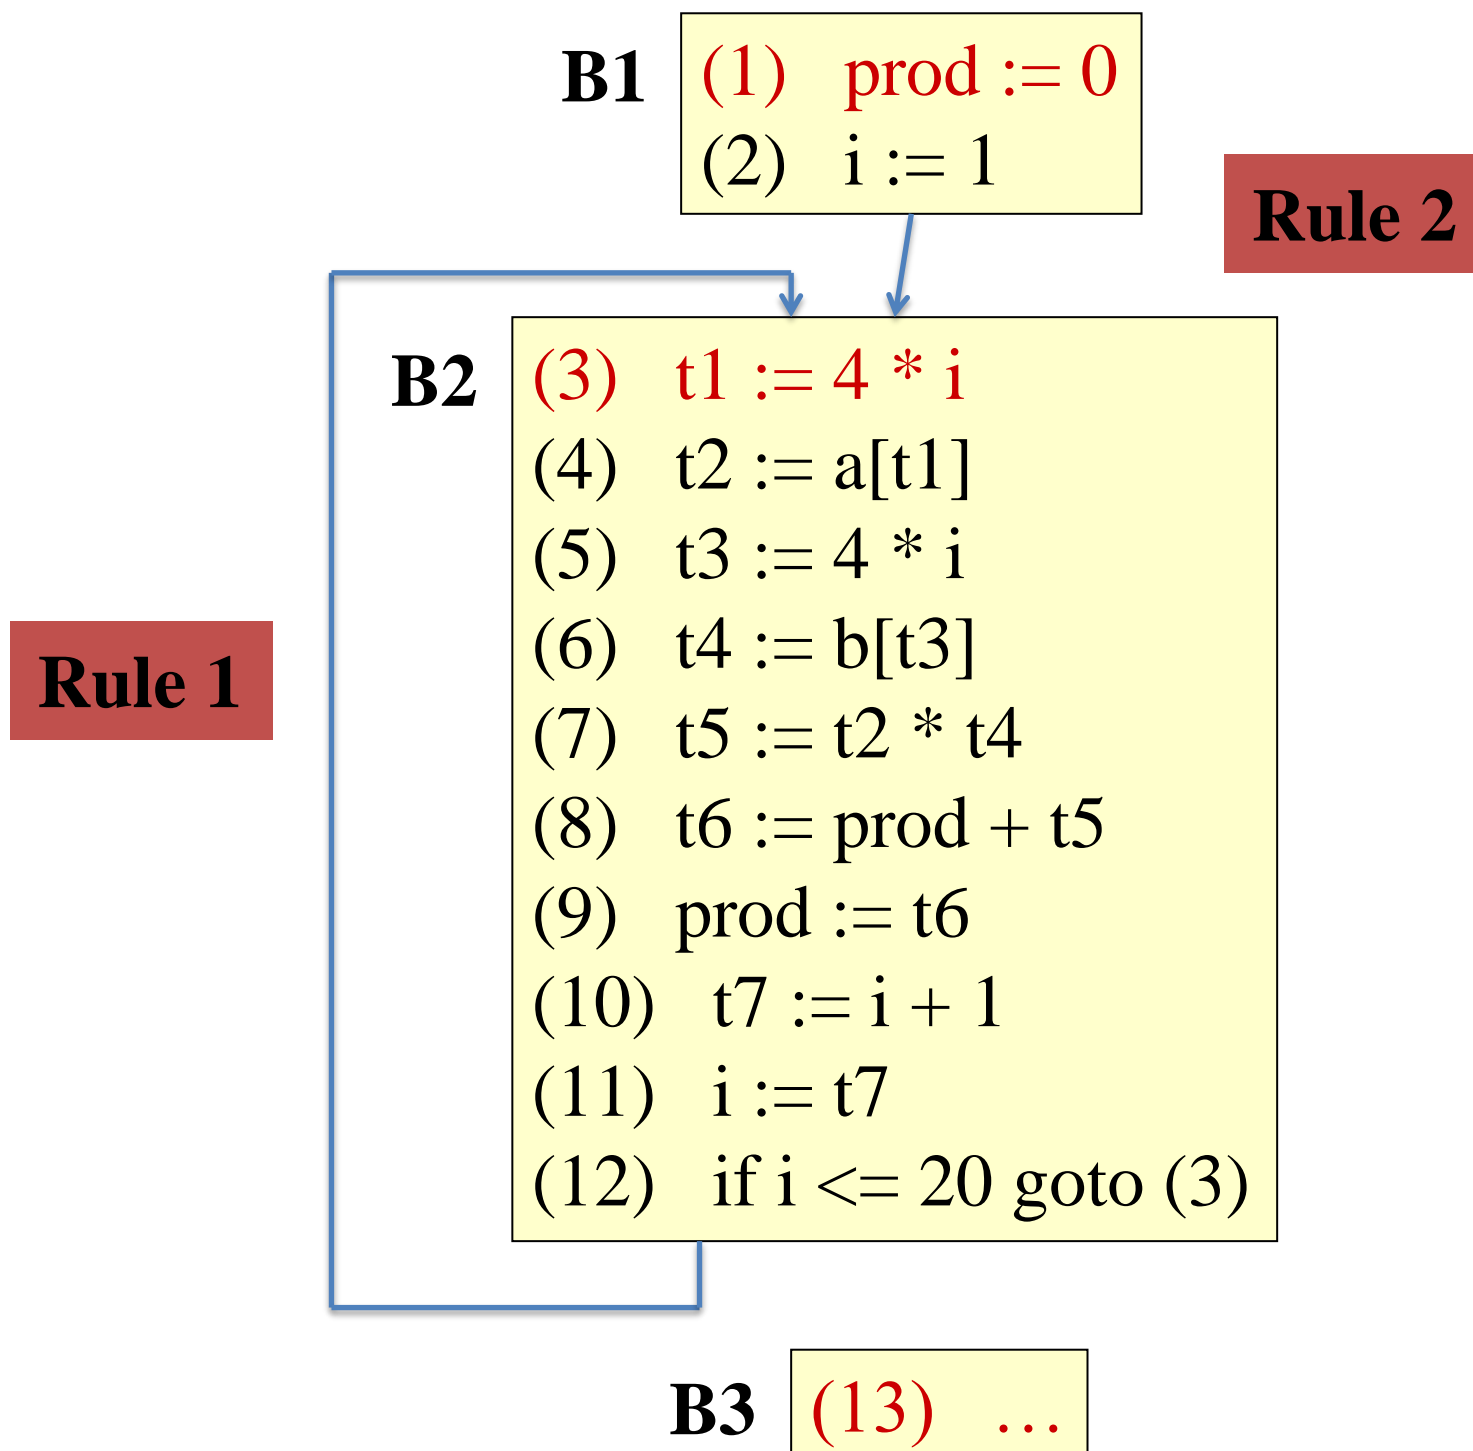 B1
(1) prod := 0
(2) i := 1
Rule 2
B2
(3) t1 := 4 * i
(4) t2 := a[t1]
(5) t3 := 4 * i
(6) t4 := b[t3]
Rule 1
(7) t5 := t2 * t4
(8) t6 := prod + t5
(9) prod := t6
(10) t7 := i + 1
(11) i := t7
(12) if i <= 20 goto (3)
B3
(13) …